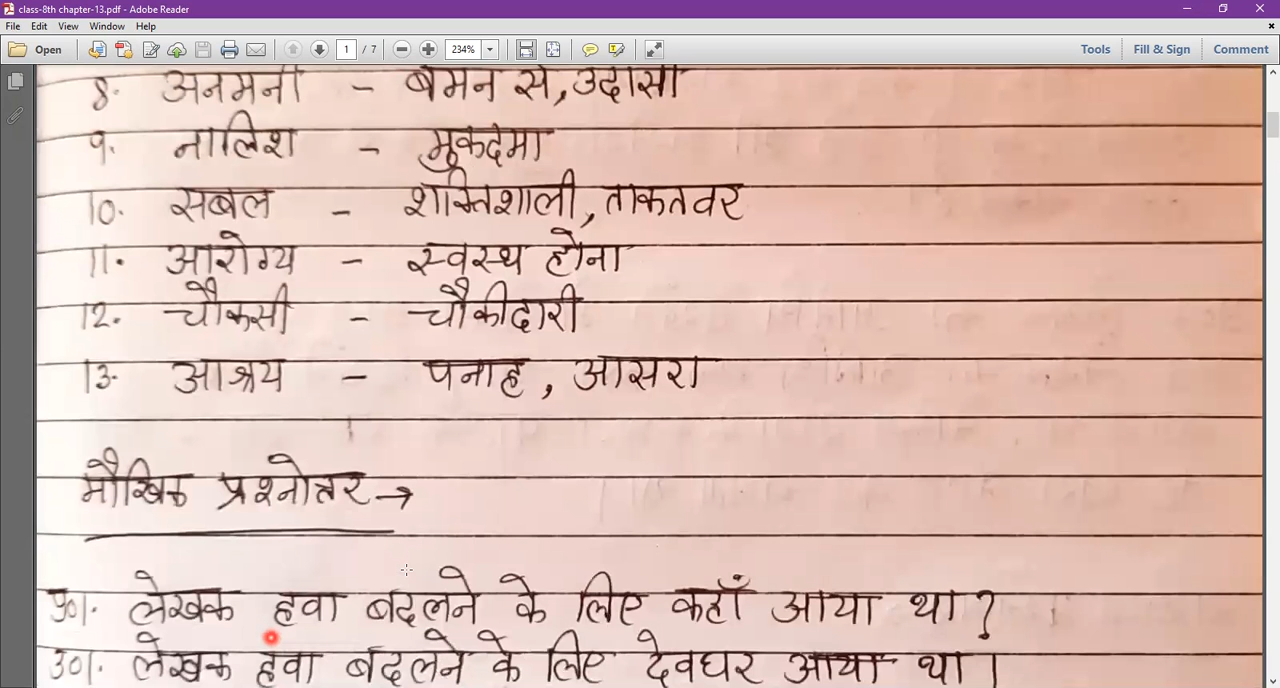 class-8th chapter-13.pdf - Adobe Reader
File Edit View Window Help
Open 1 / 7 234% Tools Fill & Sign Comment
8. अनमनी - बेमन से, उदासी
9. नालिश - मुकदमा
10. सबल - शक्तिशाली, ताकतवर
11. आरोग्य - स्वस्थ होना
12. चौकसी - चौकीदारी
13. आश्रय - पनाह, आसरा
मौखिक प्रश्नोत्तर →
प्र01. लेखक हवा बदलने के लिए कहाँ आया था?
उ01. लेखक हवा बदलने के लिए देवघर आया था।